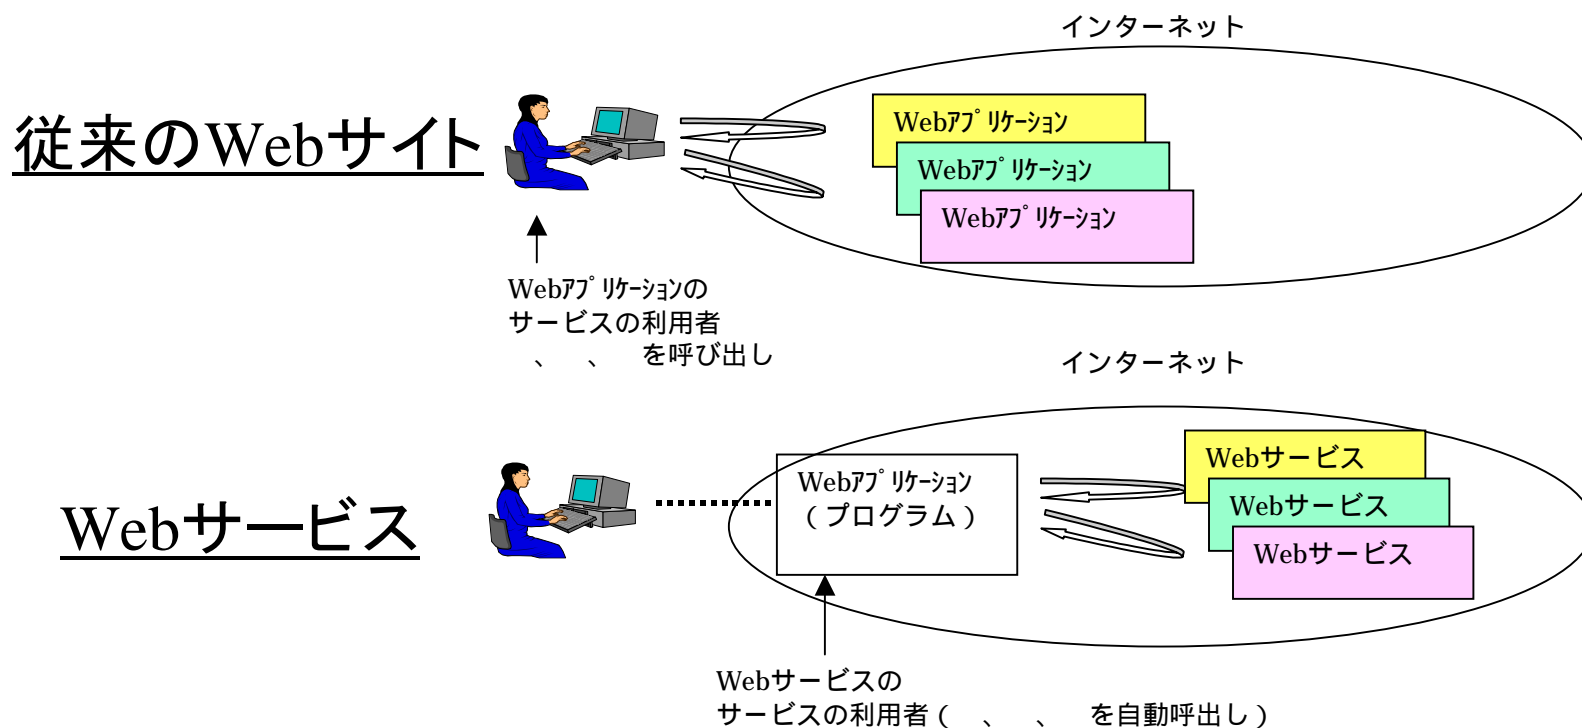 インターネット
従来のWebサイト
Webｱﾌﾟﾘｹｰｼｮﾝ
Webｱﾌﾟﾘｹｰｼｮﾝ
Webｱﾌﾟﾘｹｰｼｮﾝ
Webｱﾌﾟﾘｹｰｼｮﾝの
サービスの利用者
　、　、　を呼び出し
インターネット
Webサービス
Webｱﾌﾟﾘｹｰｼｮﾝ
（プログラム）
Webサービス
Webサービス
Webサービス
Webサービスの
サービスの利用者（　、　、　を自動呼出し）